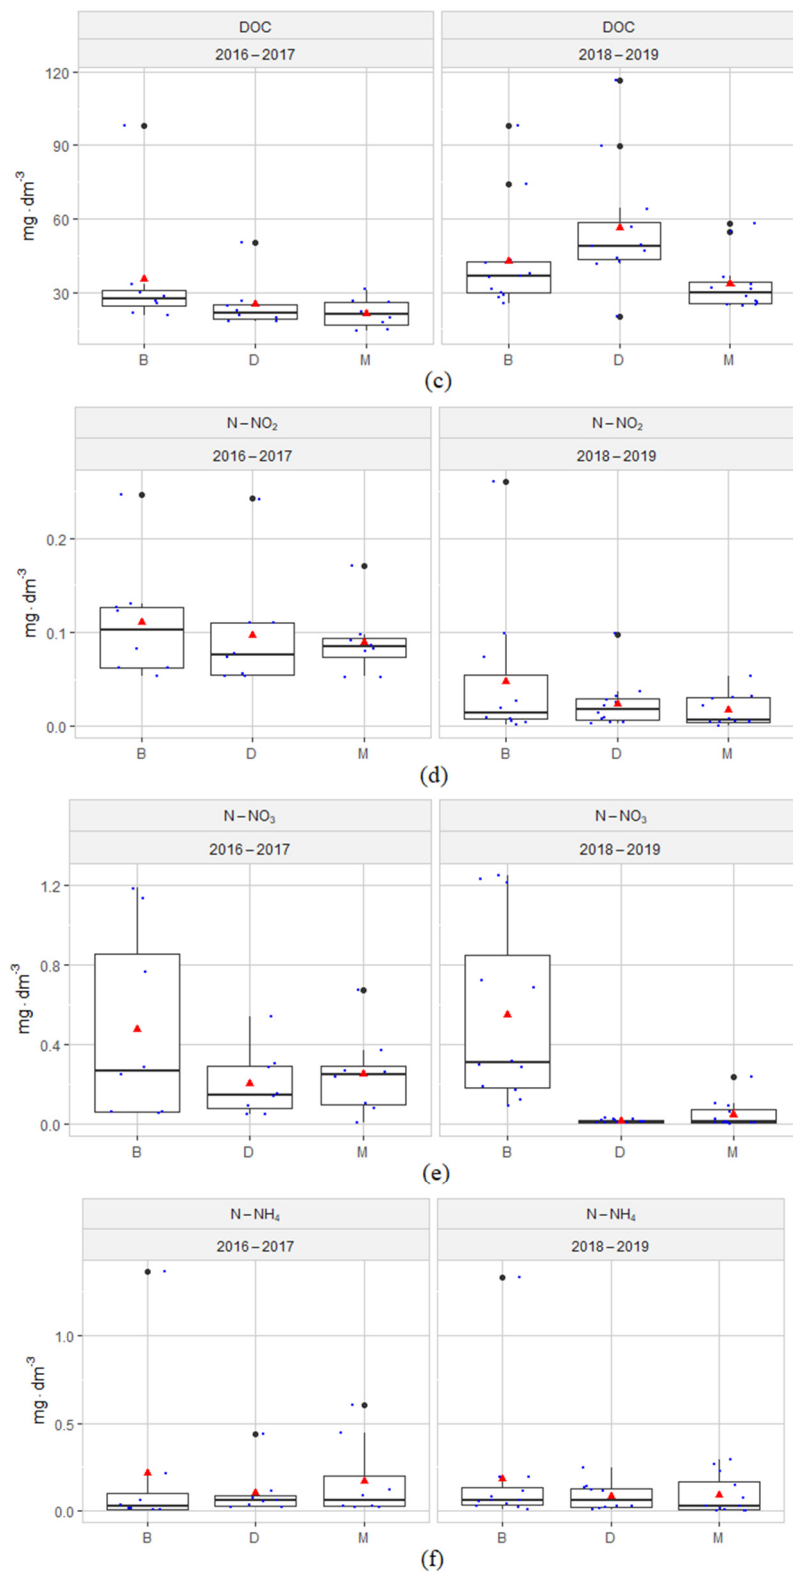 DOC DOC
2016–2017 2018–2019
120
90
60
30
mg·dm⁻³
B D M B D M
(c)
N–NO₂ N–NO₂
2016–2017 2018–2019
0.2
0.1
0.0
mg·dm⁻³
B D M B D M
(d)
N–NO₃ N–NO₃
2016–2017 2018–2019
1.2
0.8
0.4
0.0
mg·dm⁻³
B D M B D M
(e)
N–NH₄ N–NH₄
2016–2017 2018–2019
1.0
0.5
0.0
mg·dm⁻³
B D M B D M
(f)